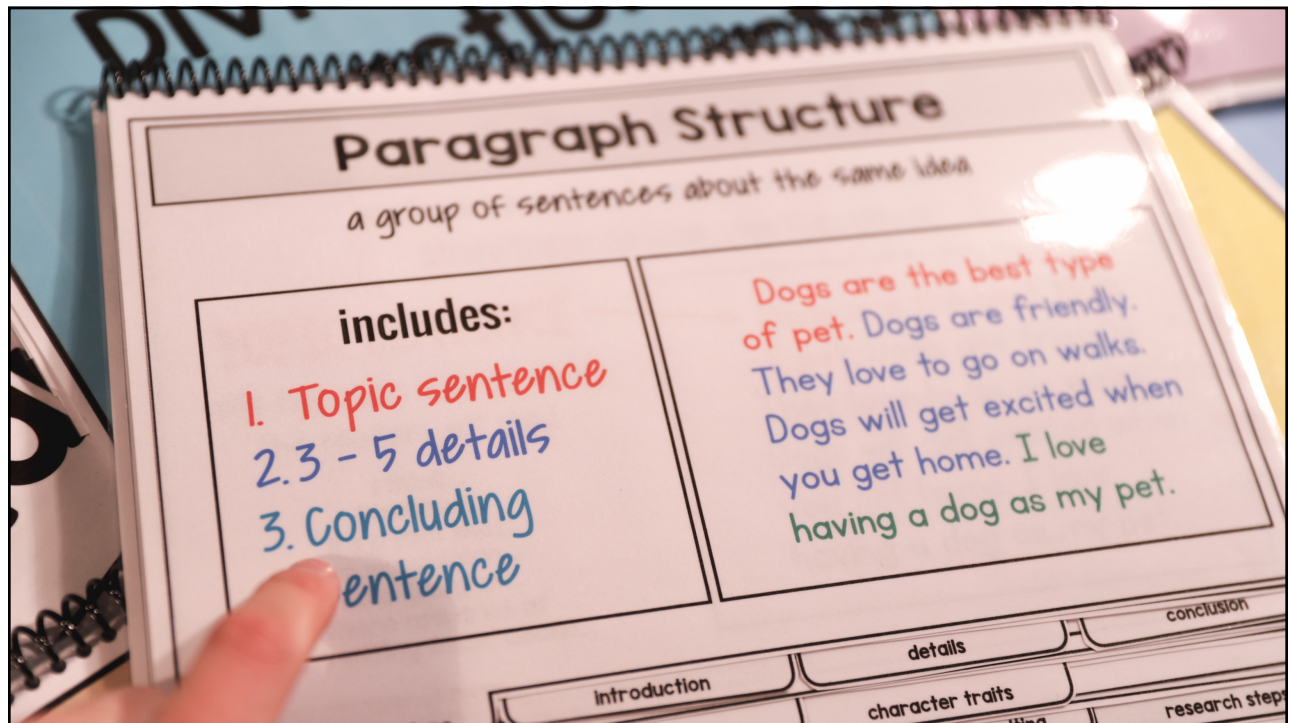 Paragraph Structure
a group of sentences about the same idea
includes:
1. Topic sentence
2. 3 - 5 details
3. Concluding
entence
Dogs are the best type
of pet. Dogs are friendly.
They love to go on walks.
Dogs will get excited when
you get home. I love
having a dog as my pet.
introduction
details
conclusion
character traits
research steps